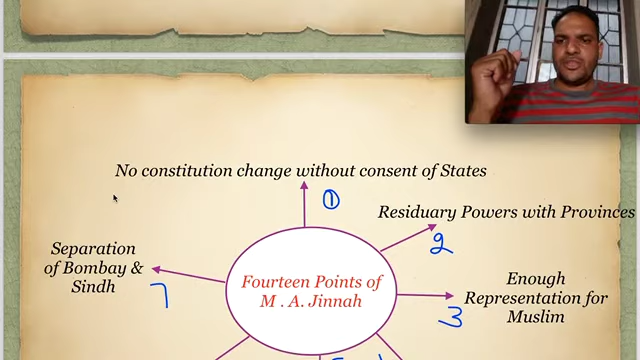 No constitution change without consent of States
①
Residuary Powers with Provinces
2
Separation
of Bombay &
Sindh
7
Fourteen Points of
M . A. Jinnah
Enough
Representation for
Muslim
3